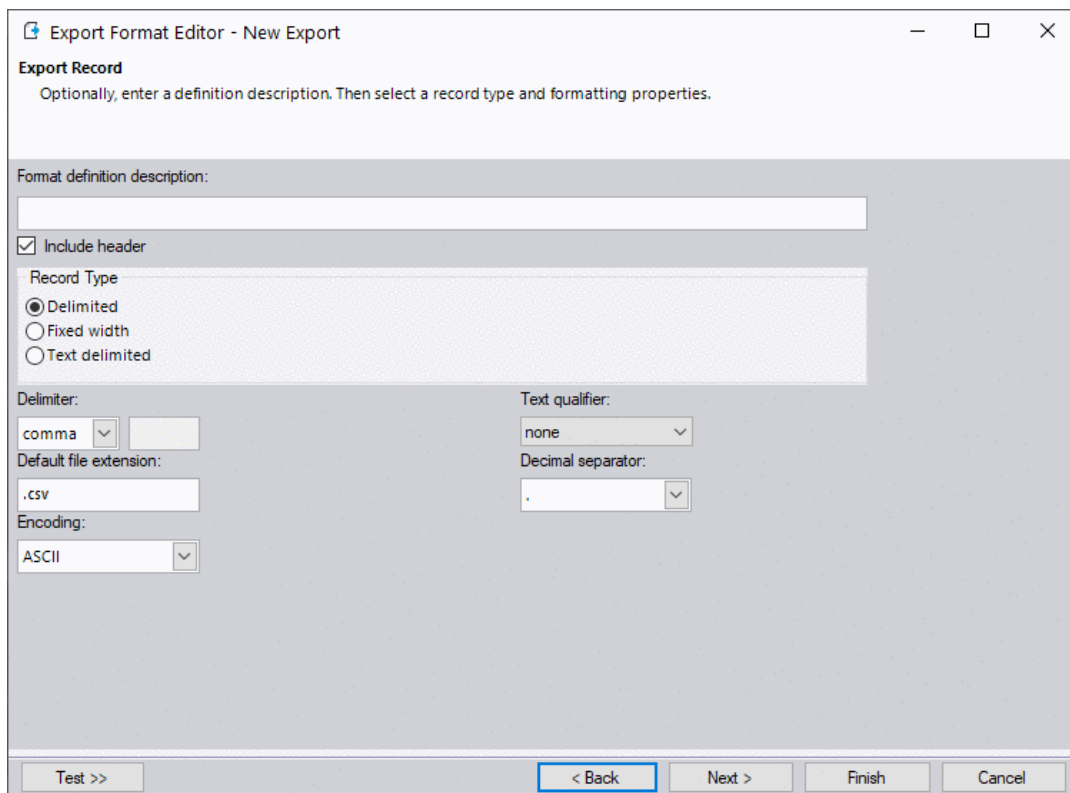 Export Format Editor - New Export
Export Record
Optionally, enter a definition description. Then select a record type and formatting properties.
Format definition description:
Include header
Record Type
Delimited
Fixed width
Text delimited
Delimiter:
Text qualifier:
comma
none
Default file extension:
Decimal separator:
.csv
.
Encoding:
ASCII
Test >>
< Back
Next >
Finish
Cancel